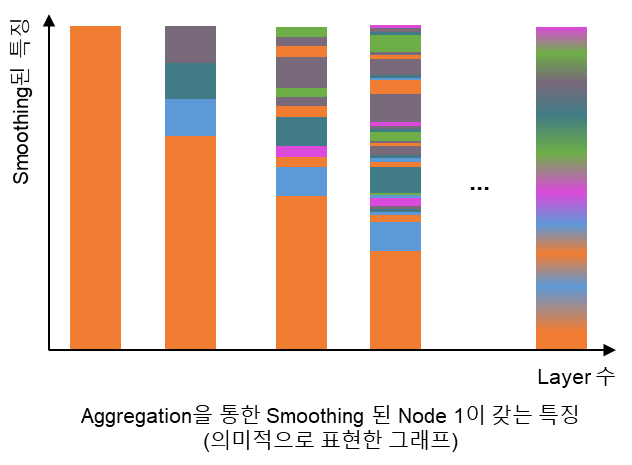 Smoothing된 특징
...
Layer 수
Aggregation을 통한 Smoothing 된 Node 1이 갖는 특징
(의미적으로 표현한 그래프)